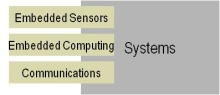 Embedded Sensors
Embedded Computing
Systems
Communications